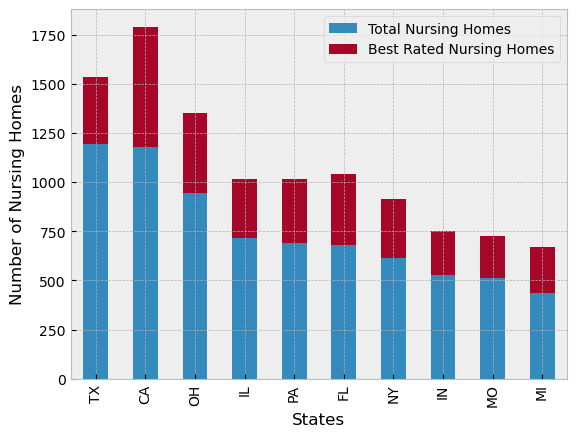 Total Nursing Homes
Best Rated Nursing Homes
Number of Nursing Homes
1750
1500
1250
1000
750
500
250
0
TX CA OH IL PA FL NY IN MO MI
States